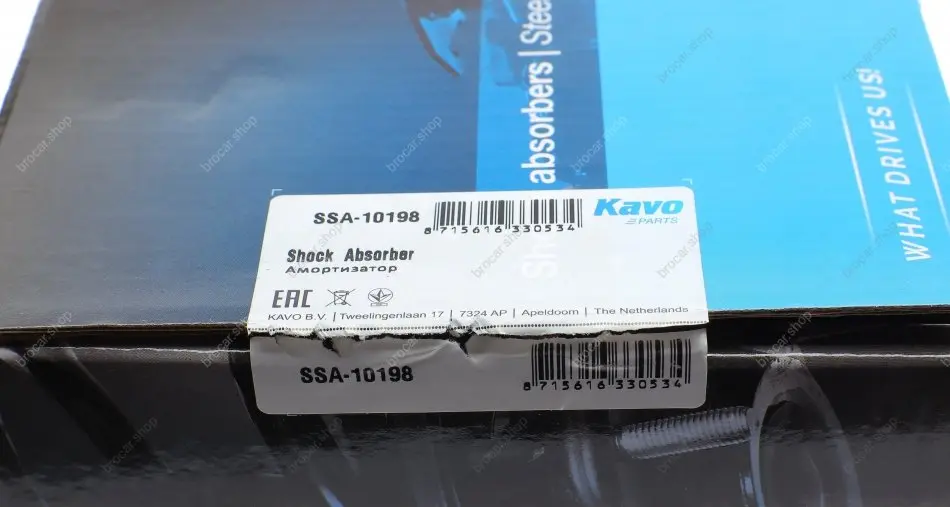 absorbers | Stee
WHAT DRIVES US!
SSA-10198
8 715616 330534
Kavo
PARTS
Shock Absorber
Амортизатор
EAC
KAVO B.V. | Tweelingenlaan 17 | 7324 AP | Apeldoorn | The Netherlands
SSA-10198
8 715616 330534
brocar.shop